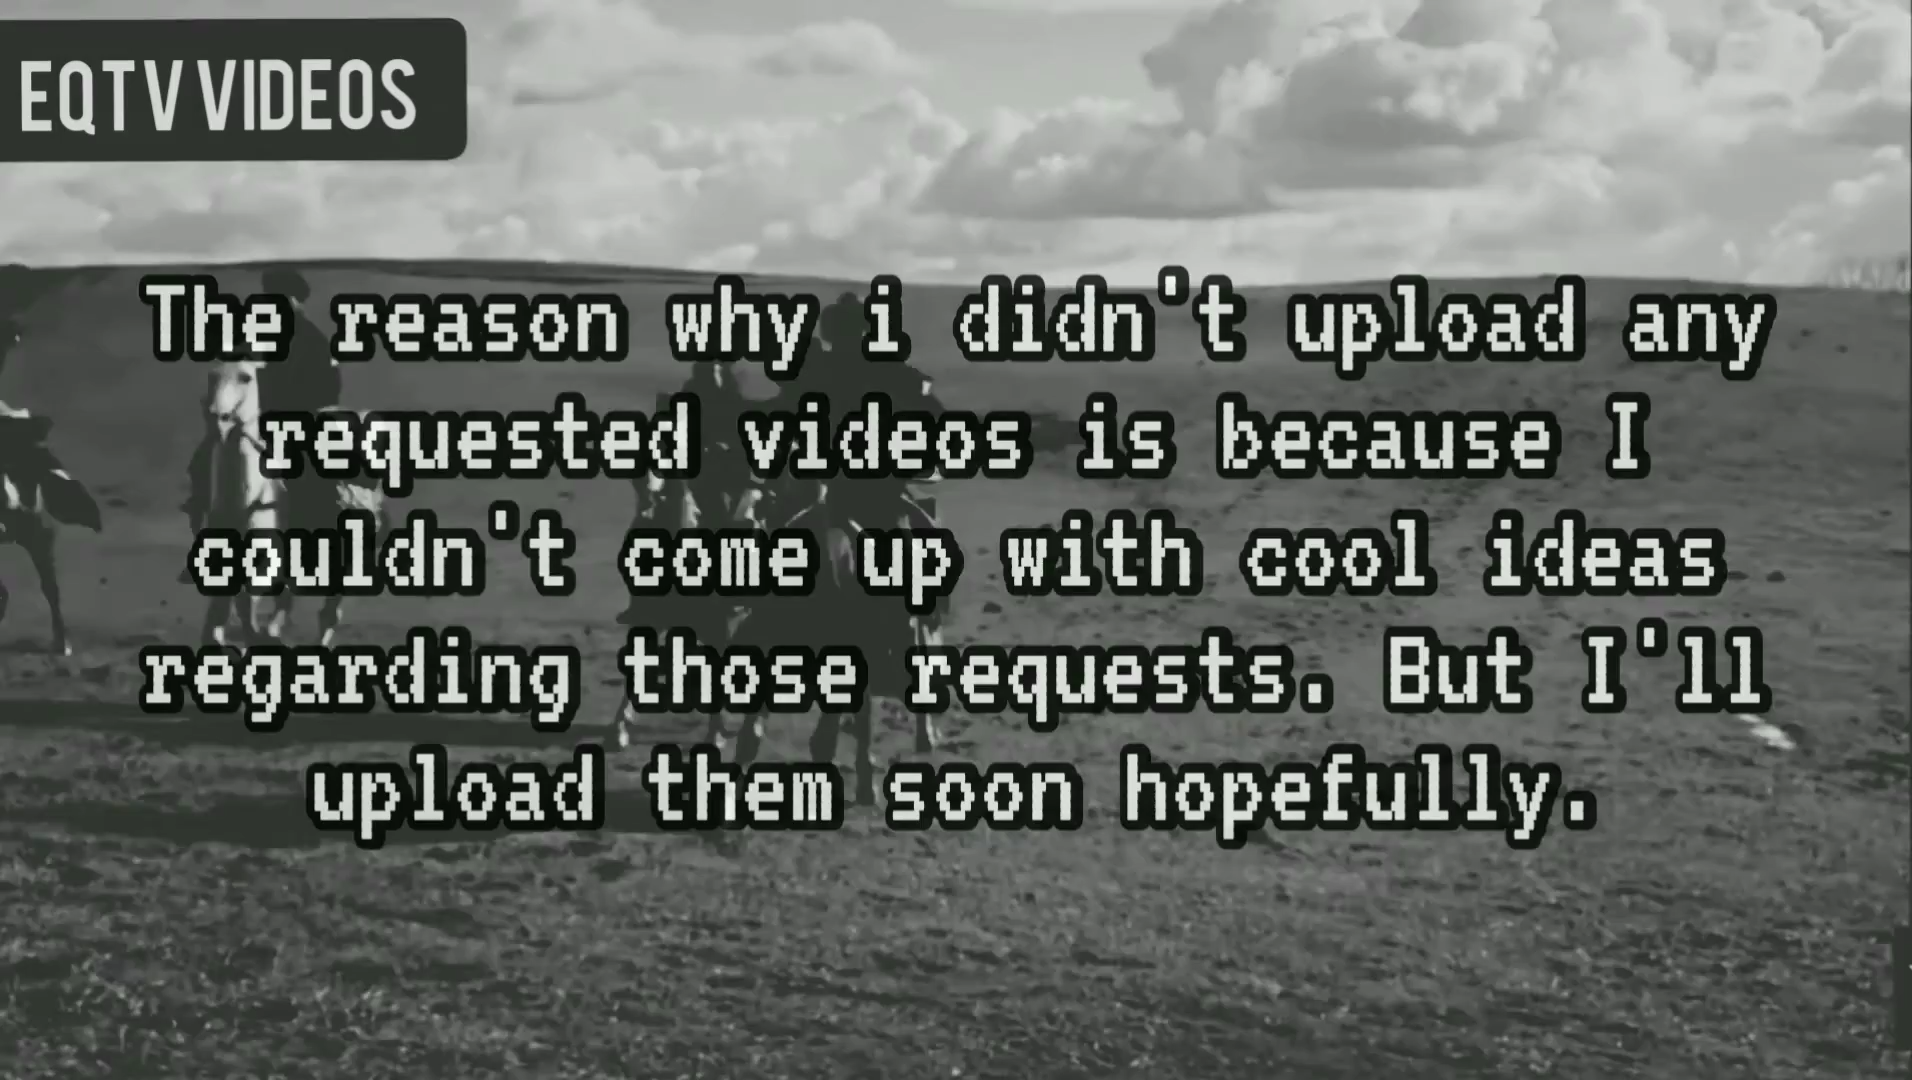 EQTV VIDEOS
The reason why i didn't upload any
requested videos is because I
couldn't come up with cool ideas
regarding those requests. But I'll
upload them soon hopefully.